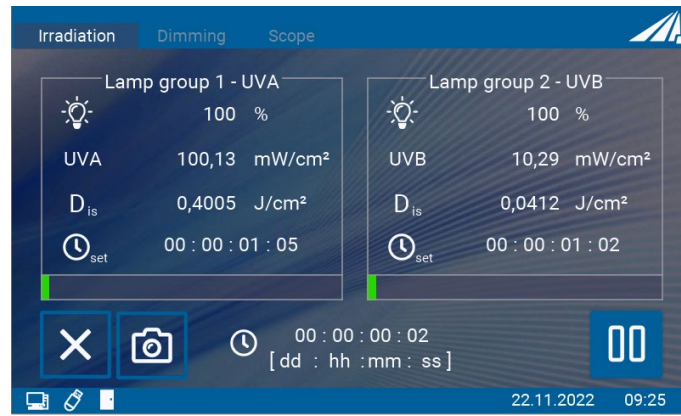 Irradiation Dimming Scope
Lamp group 1 - UVA
100 %
UVA 100,13 mW/cm²
D is 0,4005 J/cm²
set 00 : 00 : 01 : 05
Lamp group 2 - UVB
100 %
UVB 10,29 mW/cm²
D is 0,0412 J/cm²
set 00 : 00 : 01 : 02
00 : 00 : 00 : 02
[ dd : hh : mm : ss ]
22.11.2022 09:25